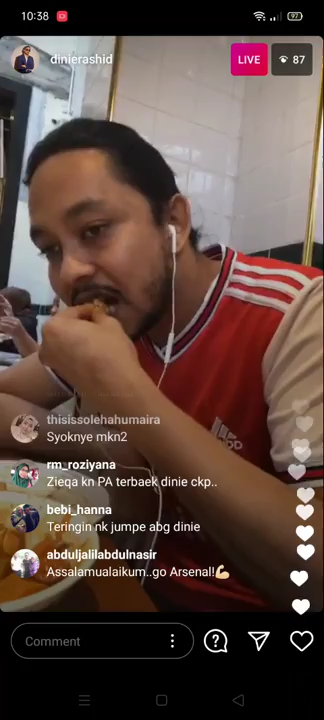 10:38
97
dinierashid
LIVE
87
thisissolehahumaira
Syoknye mkn2
rm_roziyana
Zieqa kn PA terbaek dinie ckp..
bebi_hanna
Teringin nk jumpe abg dinie
abduljalilabdulnasir
Assalamualaikum..go Arsenal!💪🏻
Comment